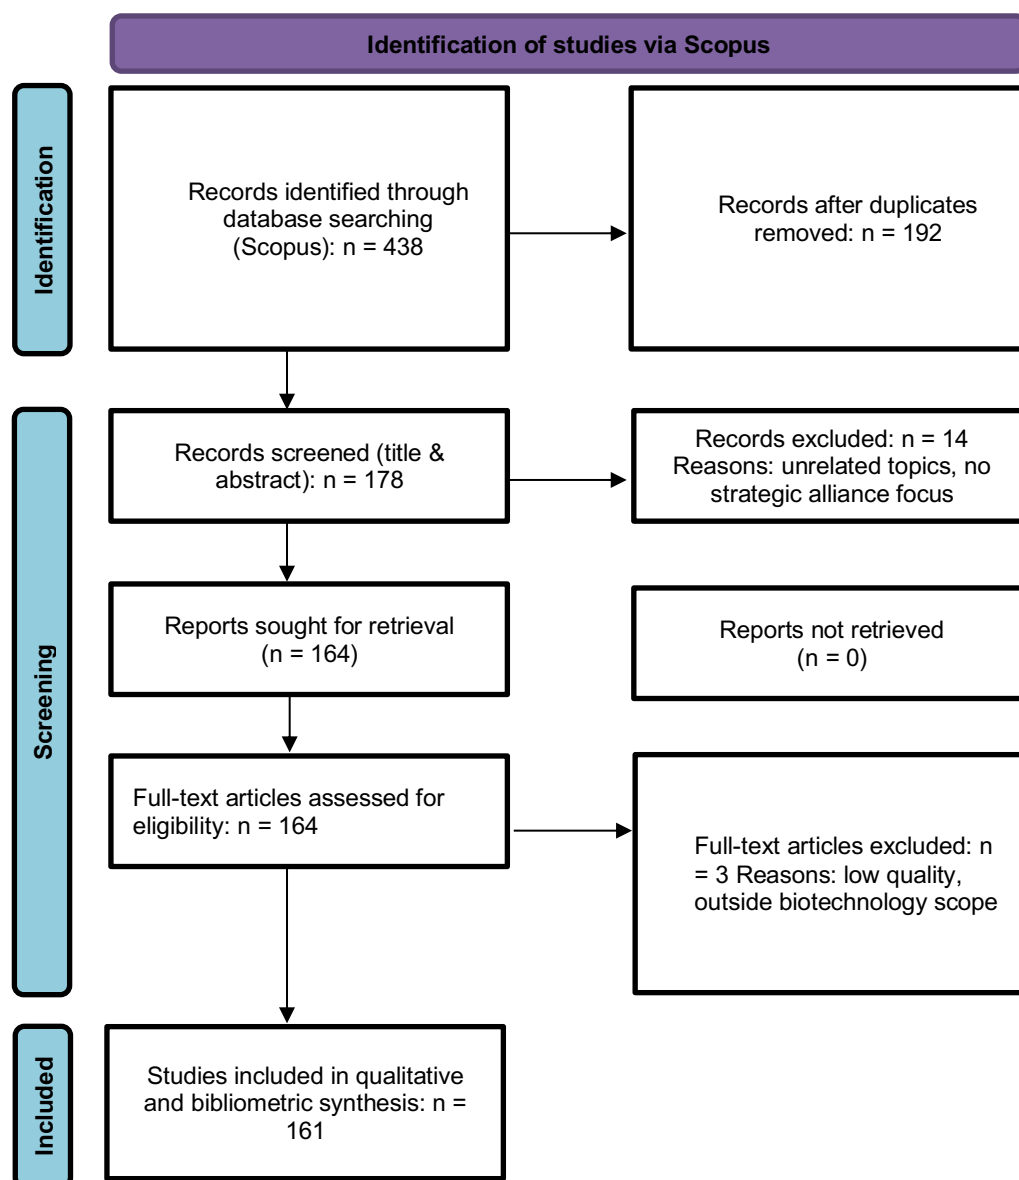 Identification of studies via Scopus
Identification
Records identified through
database searching
(Scopus): n = 438
Records after duplicates
removed: n = 192
Screening
Records screened (title &
abstract): n = 178
Records excluded: n = 14
Reasons: unrelated topics, no
strategic alliance focus
Reports sought for retrieval
(n = 164)
Reports not retrieved
(n = 0)
Full-text articles assessed for
eligibility: n = 164
Full-text articles excluded: n
= 3 Reasons: low quality,
outside biotechnology scope
Included
Studies included in qualitative
and bibliometric synthesis: n =
161